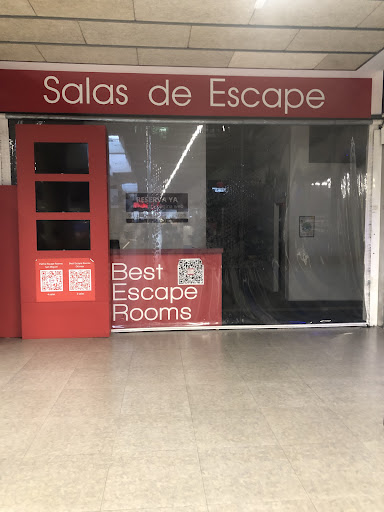 Salas de Escape
RESERVA YA
Best
Escape
Rooms